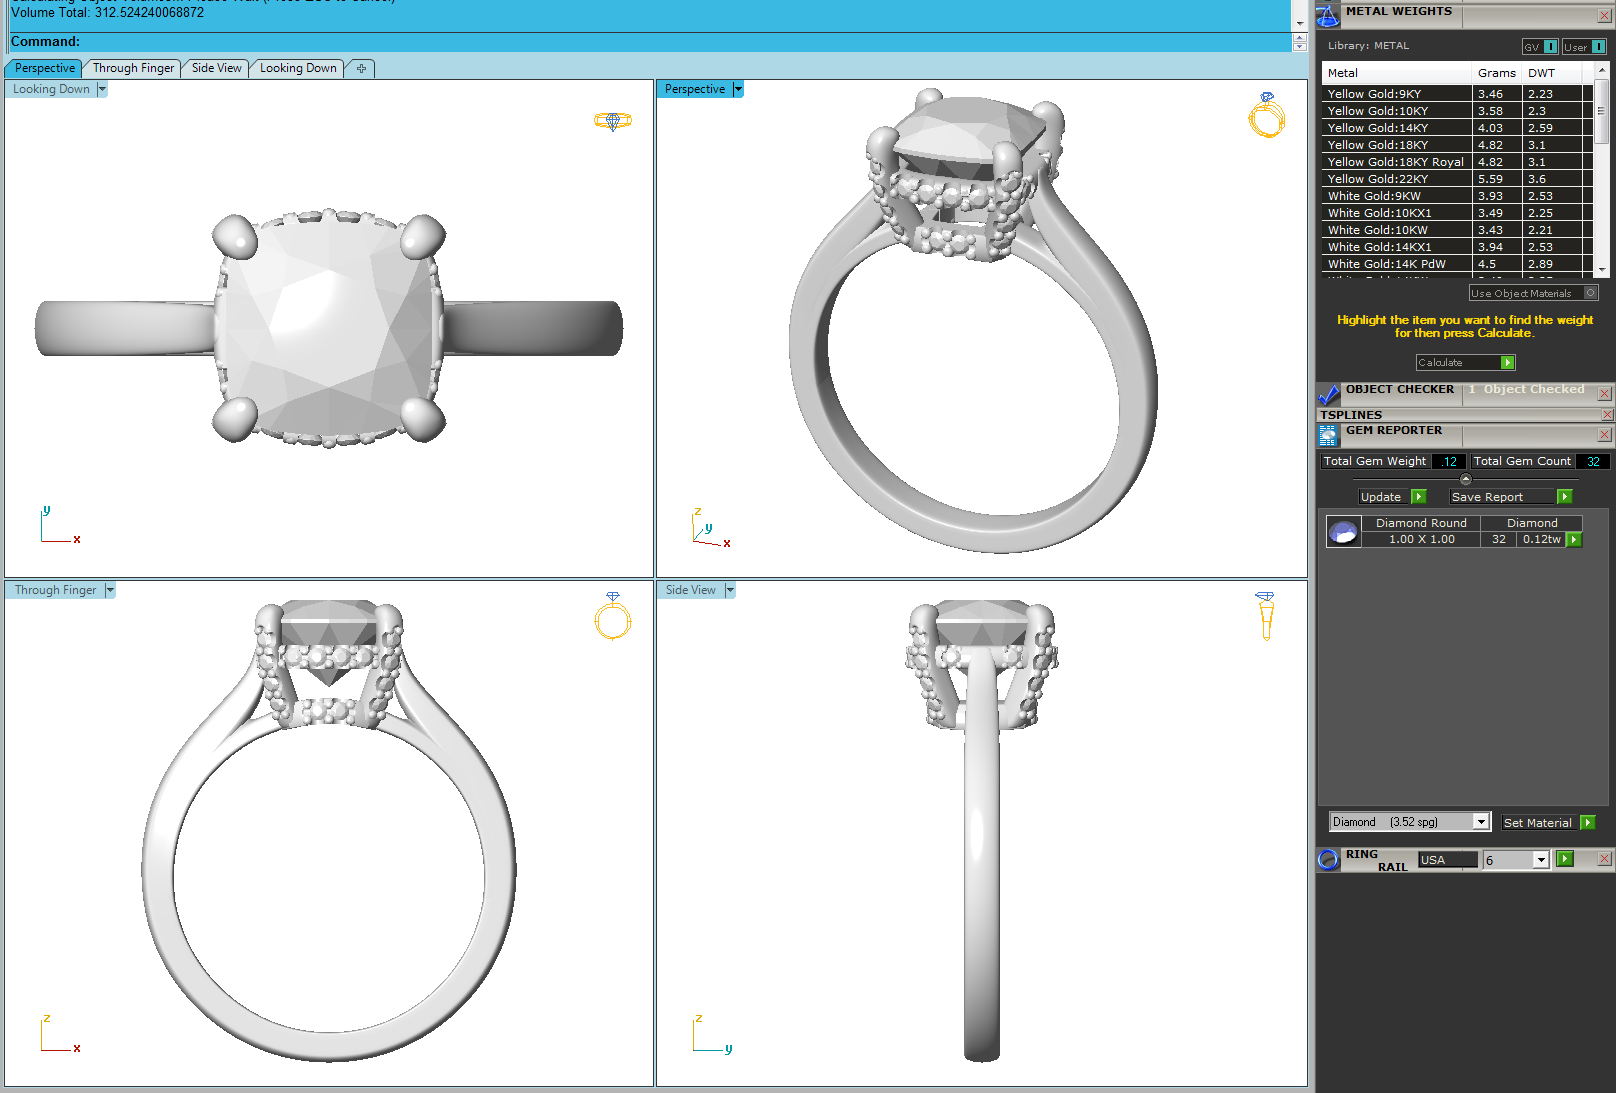 Volume Total: 312.524240068872
Command:
Perspective
Through Finger
Side View
Looking Down
Looking Down
Perspective
y
x
z
y
x
Through Finger
Side View
z
x
z
y
METAL WEIGHTS
Library: METAL
GV
I
User
I
Metal Grams DWT
Yellow Gold:9KY 3.46 2.23
Yellow Gold:10KY 3.58 2.3
Yellow Gold:14KY 4.03 2.59
Yellow Gold:18KY 4.82 3.1
Yellow Gold:18KY Royal 4.82 3.1
Yellow Gold:22KY 5.59 3.6
White Gold:9KW 3.93 2.53
White Gold:10KX1 3.49 2.25
White Gold:10KW 3.43 2.21
White Gold:14KX1 3.94 2.53
White Gold:14K PdW 4.5 2.89
Use Object Materials
Highlight the item you want to find the weight
for then press Calculate.
Calculate
OBJECT CHECKER 1 Object Checked
TSPLINES
GEM REPORTER
Total Gem Weight .12 Total Gem Count 32
Update Save Report
Diamond Round Diamond
1.00 X 1.00 32 0.12tw
Diamond (3.52 spg) Set Material
RING
RAIL USA 6